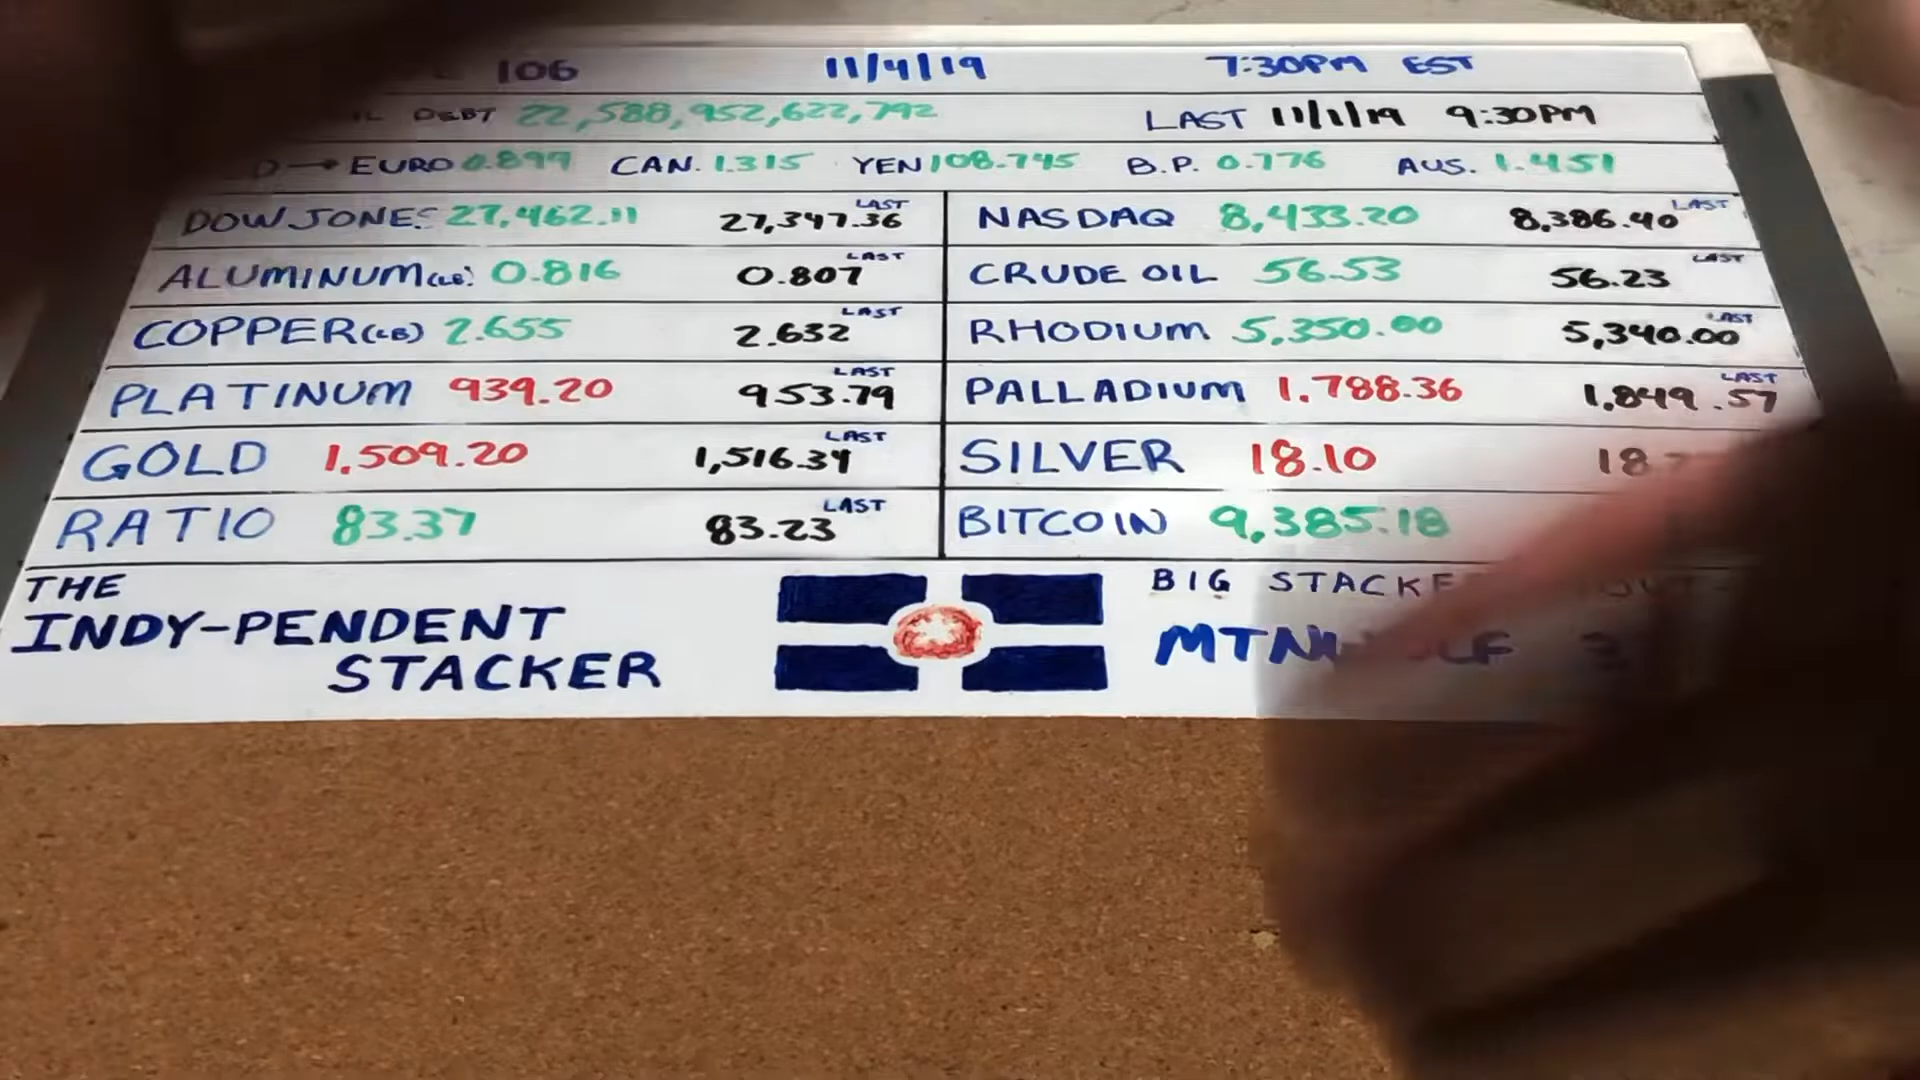 106 11/4/19 7:30PM EST
DEBT 22,588,952,622,792 LAST 11/1/19 9:30PM
→ EURO 0.899 CAN. 1.315 YEN 108.745 B.P. 0.776 AUS. 1.451
DOW JONES 27,462.11 27,347.36 LAST NASDAQ 8,433.20 8,386.40 LAST
ALUMINUM (LB) 0.816 0.807 LAST CRUDE OIL 56.53 56.23 LAST
COPPER (LB) 2.655 2.632 LAST RHODIUM 5,350.00 5,340.00 LAST
PLATINUM 939.20 953.79 LAST PALLADIUM 1.788.36 1,849.57 LAST
GOLD 1,509.20 1,516.34 LAST SILVER 18.10
RATIO 83.37 83.23 LAST BITCOIN 9,385.18
THE BIG
INDY-PENDENT
STACKER